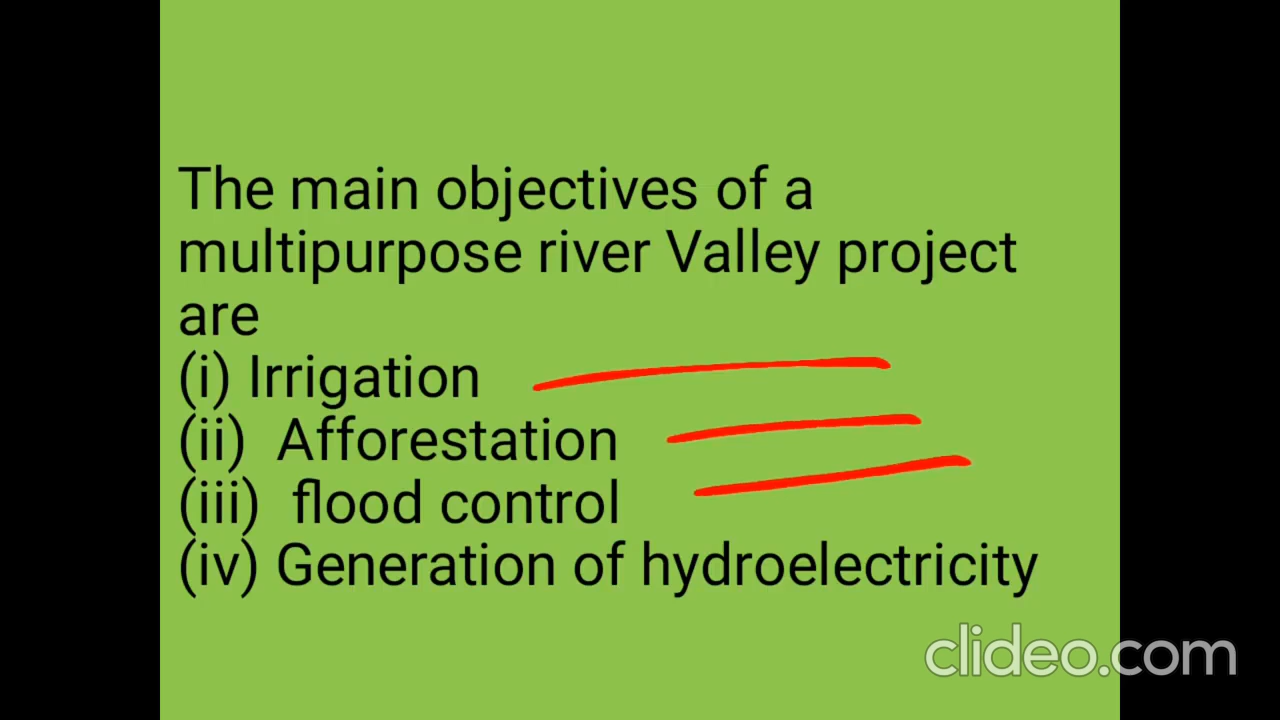 The main objectives of a
multipurpose river Valley project
are
(i) Irrigation
(ii) Afforestation
(iii) flood control
(iv) Generation of hydroelectricity
clideo.com